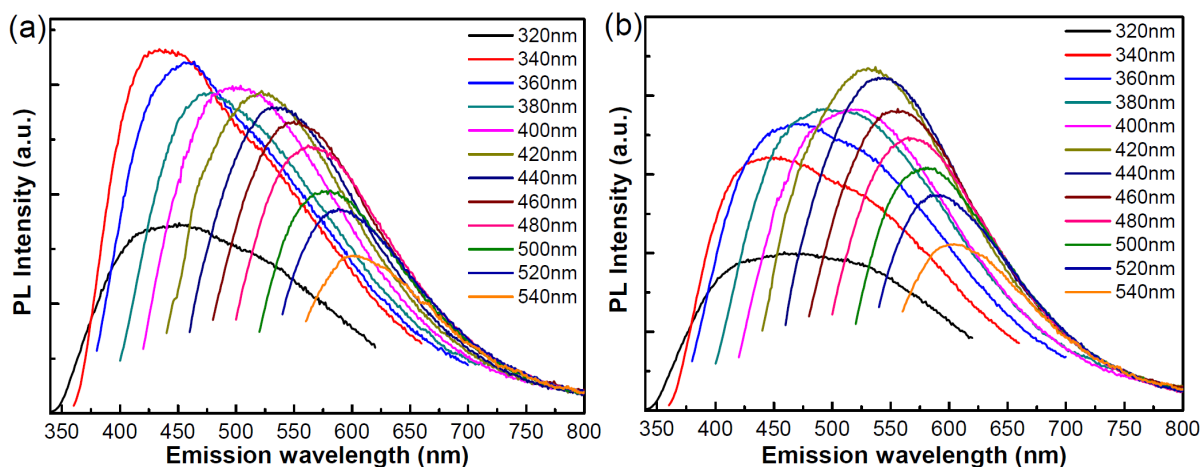 (a)
320nm
340nm
360nm
380nm
400nm
420nm
440nm
460nm
480nm
500nm
520nm
540nm
PL Intensity (a.u.)
350 400 450 500 550 600 650 700 750 800
Emission wavelength (nm)
(b)
320nm
340nm
360nm
380nm
400nm
420nm
440nm
460nm
480nm
500nm
520nm
540nm
PL Intensity (a.u.)
350 400 450 500 550 600 650 700 750 800
Emission wavelength (nm)